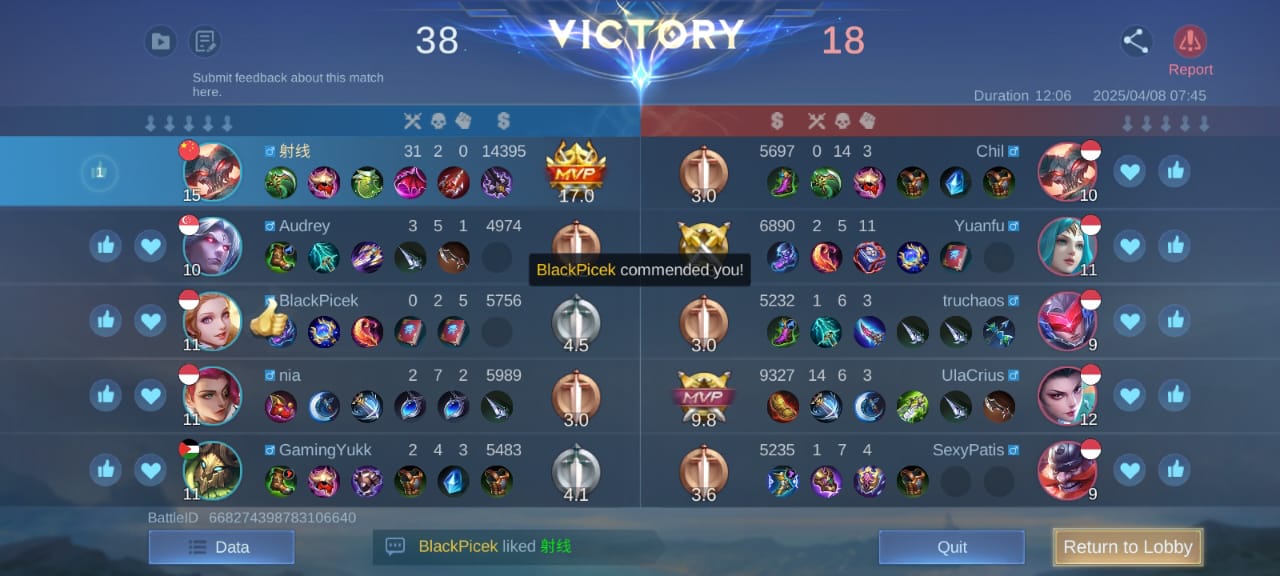 38 VICTORY 18
Submit feedback about this match
here.
Report
Duration 12:06 2025/04/08 07:45
1 15 射线 31 2 0 14395 MVP 17.0
3.0 5697 0 14 3 Chil 10
10 Audrey 3 5 1 4974
6890 2 5 11 Yuanfu 11
BlackPicek commended you!
11 BlackPicek 0 2 5 5756 4.5
3.0 5232 1 6 3 truchaos 9
11 nia 2 7 2 5989 3.0
MVP 9.8 9327 14 6 3 UlaCrius 12
11 GamingYukk 2 4 3 5483 4.1
3.6 5235 1 7 4 SexyPatis 9
BattleID 668274398783106640
Data
BlackPicek liked 射线
Quit
Return to Lobby